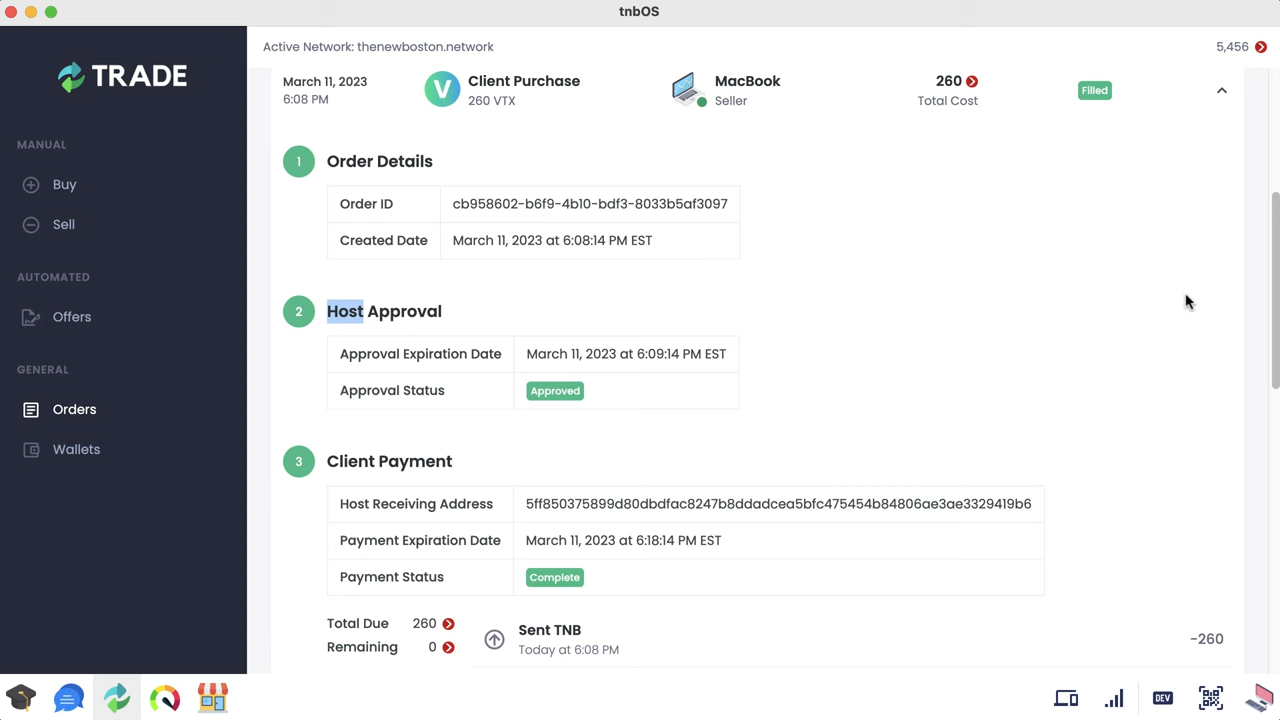 tnbOS
TRADE
MANUAL
Buy
Sell
AUTOMATED
Offers
GENERAL
Orders
Wallets
Active Network: thenewboston.network
5,456
March 11, 2023
6:08 PM
V
Client Purchase
260 VTX
MacBook
Seller
260
Total Cost
Filled
1
Order Details
Order ID cb958602-b6f9-4b10-bdf3-8033b5af3097
Created Date March 11, 2023 at 6:08:14 PM EST
2
Host Approval
Approval Expiration Date March 11, 2023 at 6:09:14 PM EST
Approval Status Approved
3
Client Payment
Host Receiving Address 5ff850375899d80dbdfac8247b8ddadcea5bfc475454b84806ae3ae3329419b6
Payment Expiration Date March 11, 2023 at 6:18:14 PM EST
Payment Status Complete
Total Due 260
Remaining 0
Sent TNB
Today at 6:08 PM
-260
DEV